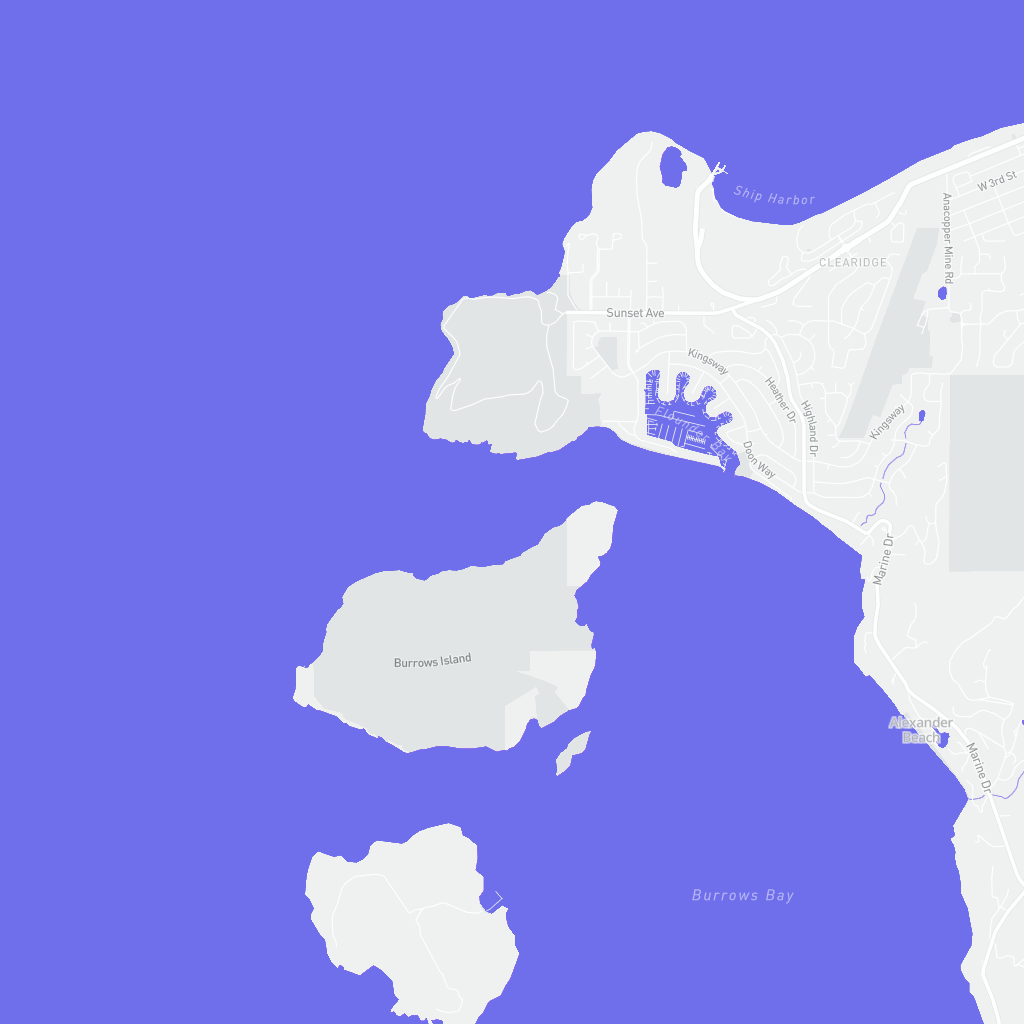 Ship Harbor
W 3rd St
Anacopper Mine Rd
CLEARIDGE
Sunset Ave
Kingsway
Heather Dr
Highland Dr
Kingsway
Flounder Bay
Doon Way
Marine Dr
Burrows Island
Alexander
Beach
Marine Dr
Burrows Bay